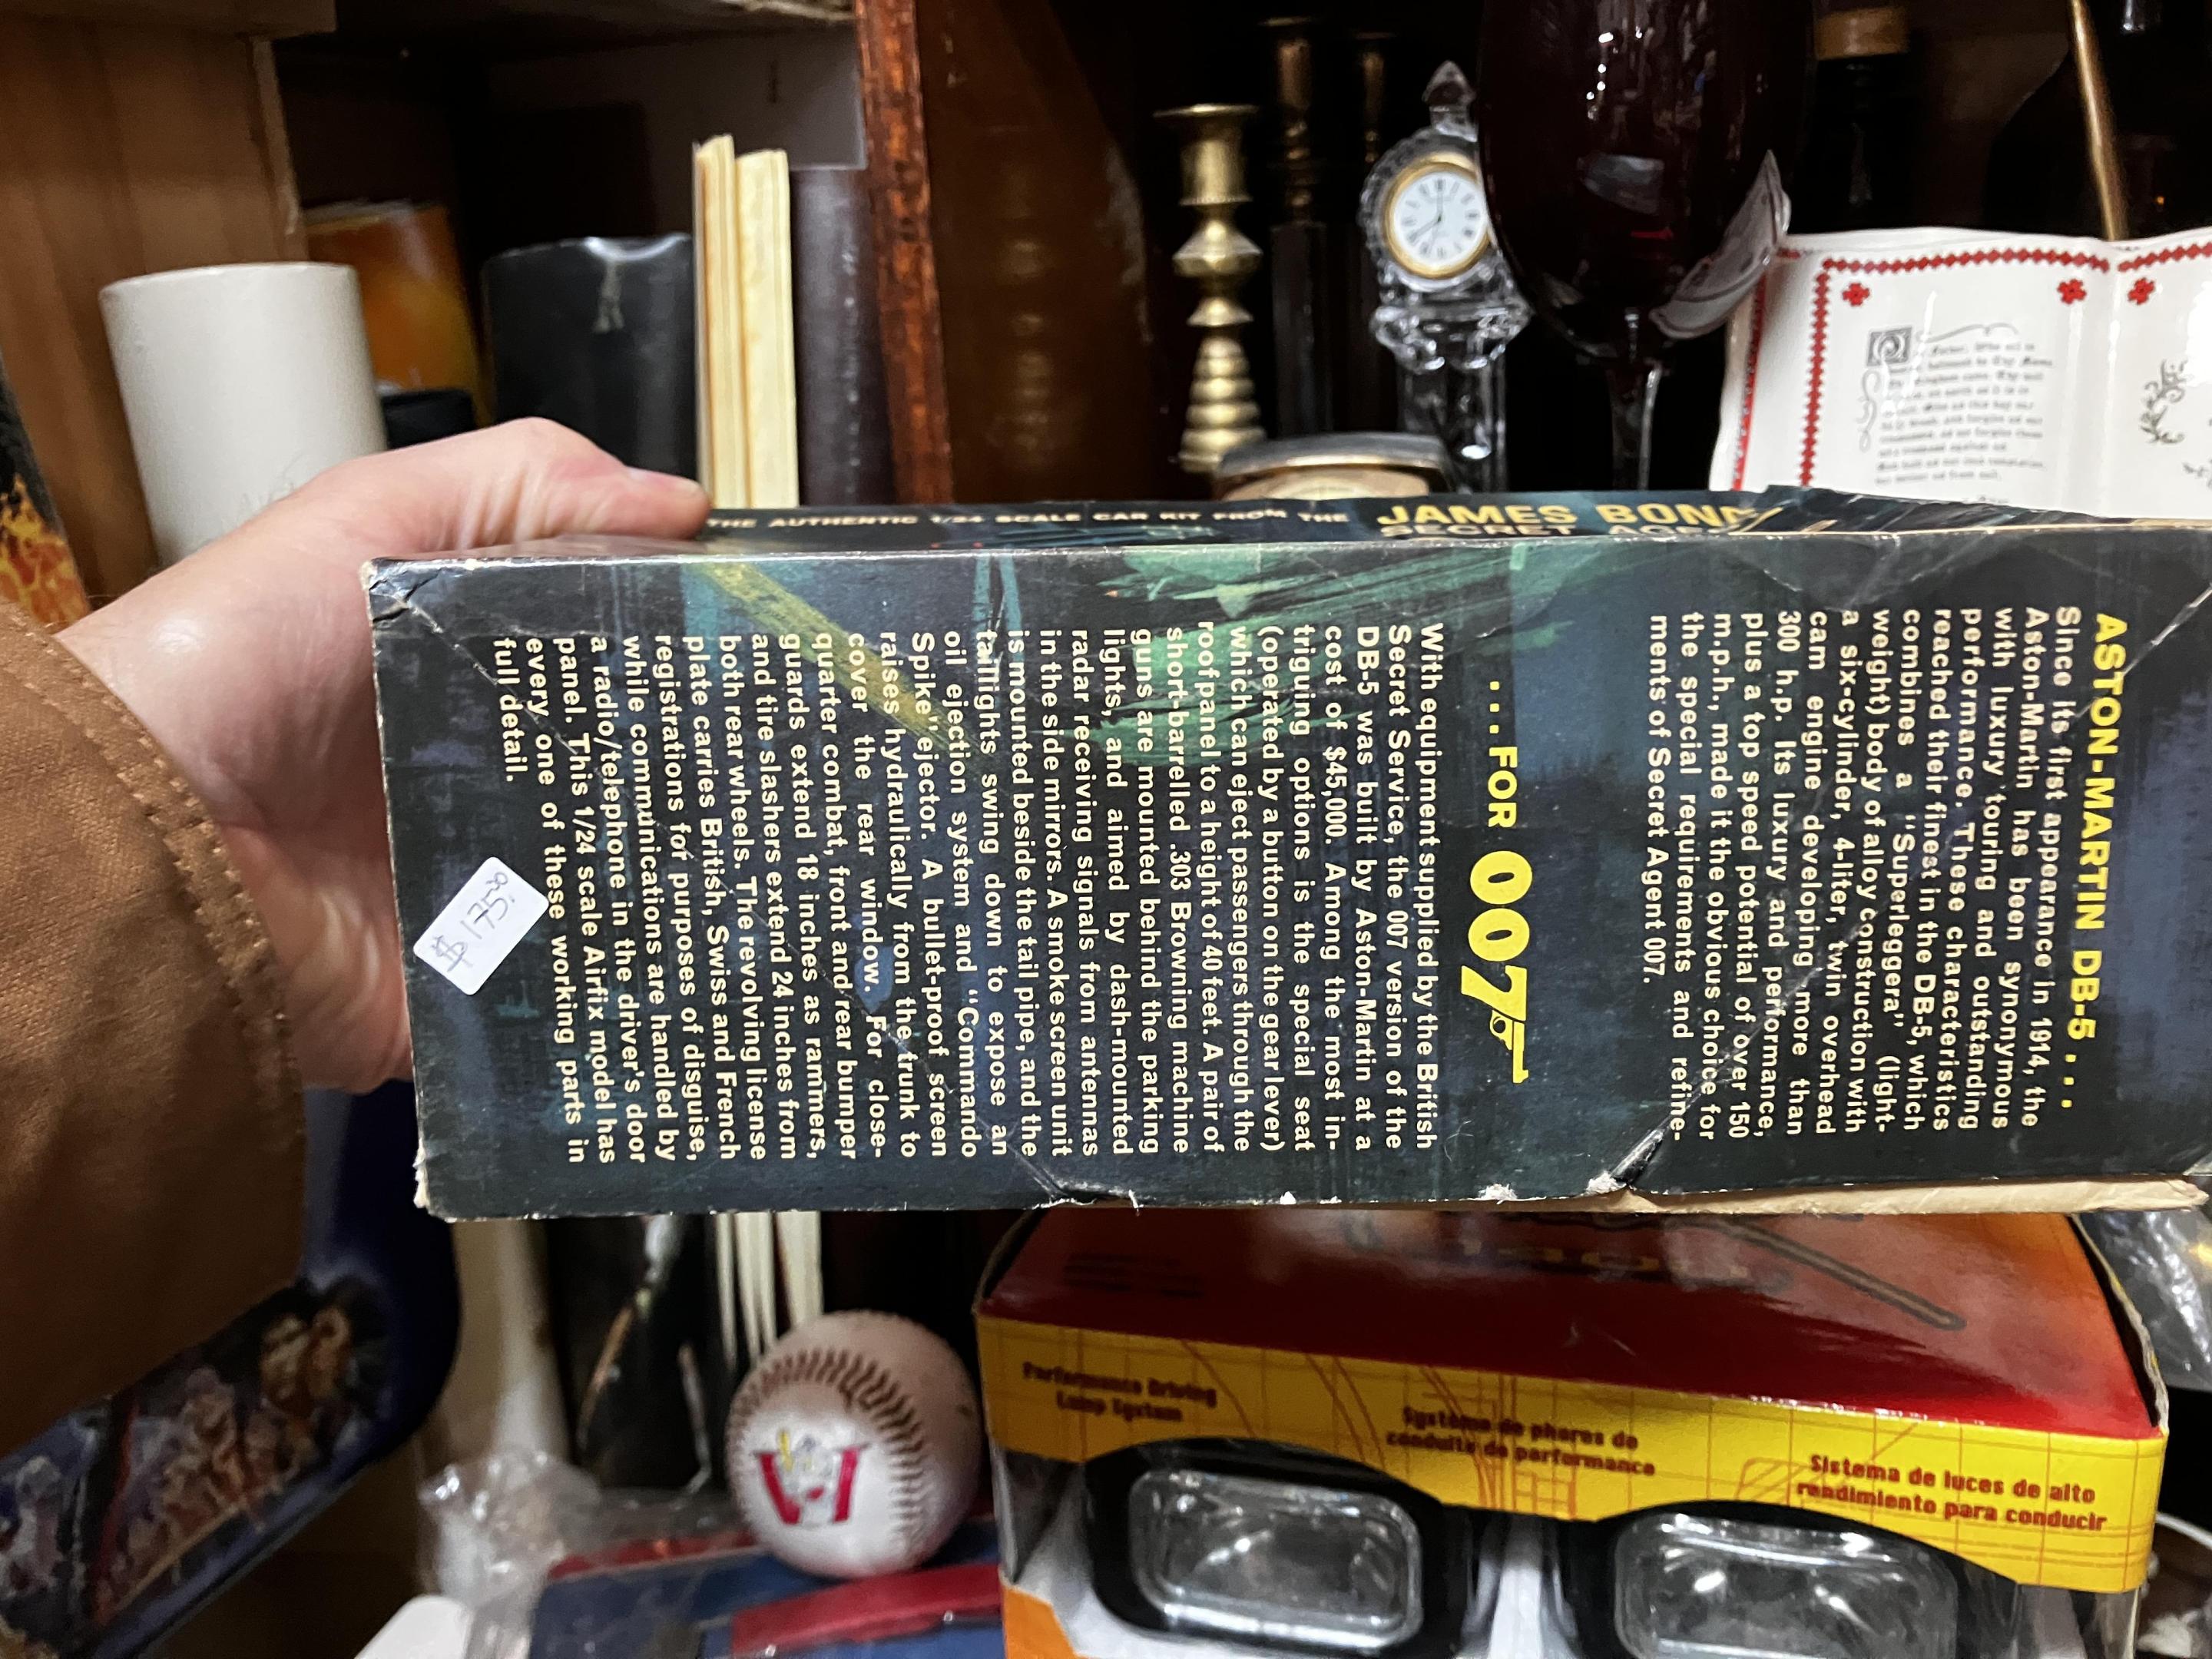 THE AUTHENTIC 1/24 SCALE CAR KIT FROM THE JAMES BOND
SECRET
ASTON-MARTIN DB-5...
Since its first appearance in 1914, the
Aston-Martin has been synonymous
with luxury touring and outstanding
performance. These characteristics
reached their finest in the DB-5, which
combines a "Superleggera" (light-
weight) body of alloy construction with
a six-cylinder, 4-liter, twin overhead
cam engine developing more than
300 h.p. Its luxury and performance,
plus a top speed potential of over 150
m.p.h., made it the obvious choice for
the special requirements and refine-
ments of Secret Agent 007.
...FOR 007
With equipment supplied by the British
Secret Service, the 007 version of the
DB-5 was built by Aston-Martin at a
cost of $45,000. Among the most in-
triguing options is the special seat
(operated by a button on the gear lever)
which can eject passengers through the
roof panel to a height of 40 feet. A pair of
short-barrelled .303 Browning machine
guns are mounted behind the parking
lights, and aimed by dash-mounted
radar receiving signals from antennas
in the side mirrors. A smoke screen unit
is mounted beside the tail pipe, and the
taillights swing down to expose an
oil ejection system and "Commando
Spike" ejector. A bullet-proof screen
raises hydraulically from the trunk to
cover the rear window. For close-
quarter combat, front and rear bumper
guards extend 18 inches as rammers,
and tire slashers extend 24 inches from
both rear wheels. The revolving license
plate carries British, Swiss and French
registrations for purposes of disguise,
while communications are handled by
a radio/telephone in the driver's door
panel. This 1/24 scale Airfix model has
every one of these working parts in
full detail.
$175.00
Performance Driving
Lamp System
Système de phares de
conduite de performance
Sistema de luces de alto
rendimiento para conducir